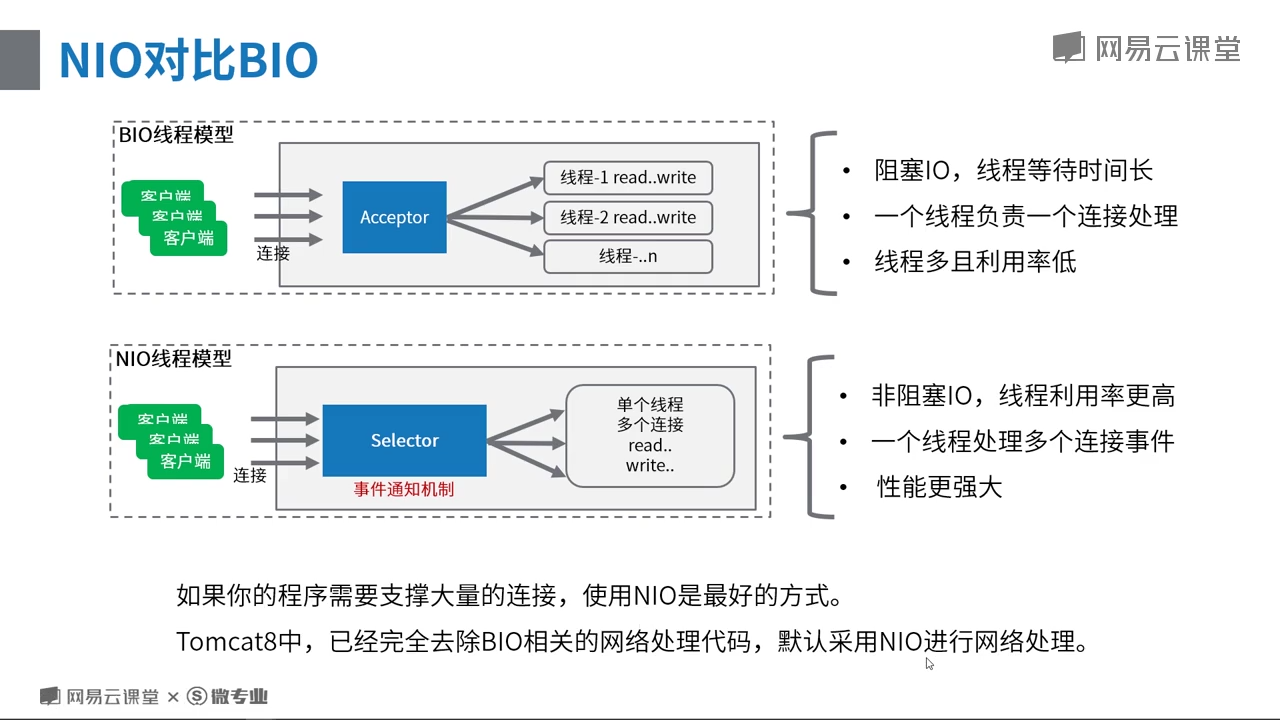 NIO对比BIO
网易云课堂
BIO线程模型
客户端
客户端
客户端
连接
Acceptor
线程-1 read..write
线程-2 read..write
线程-..n
• 阻塞IO，线程等待时间长
• 一个线程负责一个连接处理
• 线程多且利用率低
NIO线程模型
客户端
客户端
客户端
连接
Selector
事件通知机制
单个线程
多个连接
read..
write..
• 非阻塞IO，线程利用率更高
• 一个线程处理多个连接事件
• 性能更强大
如果你的程序需要支撑大量的连接，使用NIO是最好的方式。
Tomcat8中，已经完全去除BIO相关的网络处理代码，默认采用NIO进行网络处理。
网易云课堂 × S 微专业